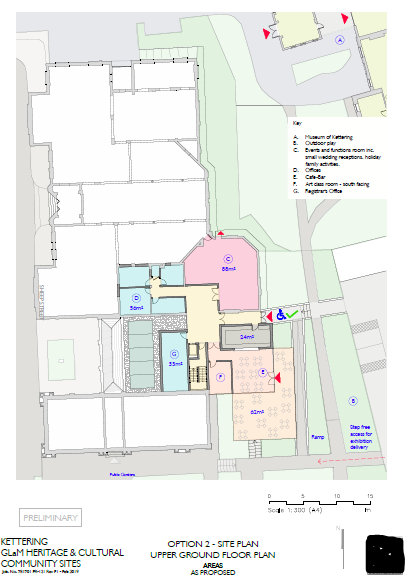 A
Key
A. Museum of Kettering
B. Outdoor play
C. Events and functions room inc.
small wedding receptions, holiday
family activities.
D. Offices
E. Cafe-Bar
F. Art class room - south facing
G. Registrar's Office
C
88m²
D
56m²
SHEEP STREET
24m²
G
33m²
F
E
62m²
B
Step free
access for
exhibition
delivery
Ramp
Public Gardens
0 5 10 15
Scale 1:300 (A4) m
PRELIMINARY
N
KETTERING
GLaM HERITAGE & CULTURAL
COMMUNITY SITES
OPTION 2 - SITE PLAN
UPPER GROUND FLOOR PLAN
AREAS
AS PROPOSED